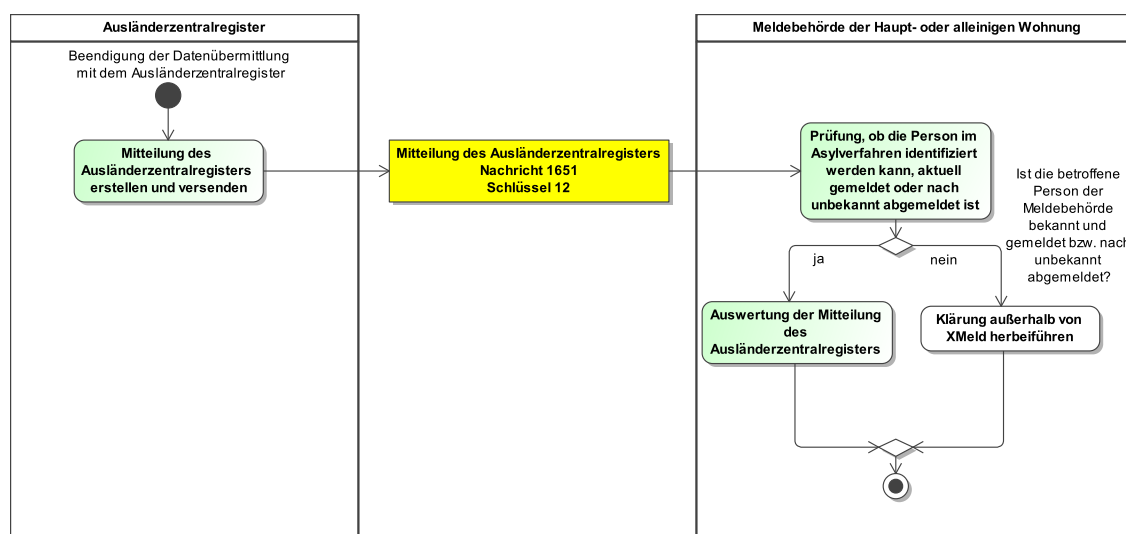 Ausländerzentralregister
Meldebehörde der Haupt- oder alleinigen Wohnung
Beendigung der Datenübermittlung
mit dem Ausländerzentralregister
Mitteilung des
Ausländerzentralregisters
erstellen und versenden
Mitteilung des Ausländerzentralregisters
Nachricht 1651
Schlüssel 12
Prüfung, ob die Person im
Asylverfahren identifiziert
werden kann, aktuell
gemeldet oder nach
unbekannt abgemeldet ist
Ist die betroffene
Person der
Meldebehörde
bekannt und
gemeldet bzw. nach
unbekannt
abgemeldet?
ja
nein
Auswertung der Mitteilung
des
Ausländerzentralregisters
Klärung außerhalb von
XMeld herbeiführen